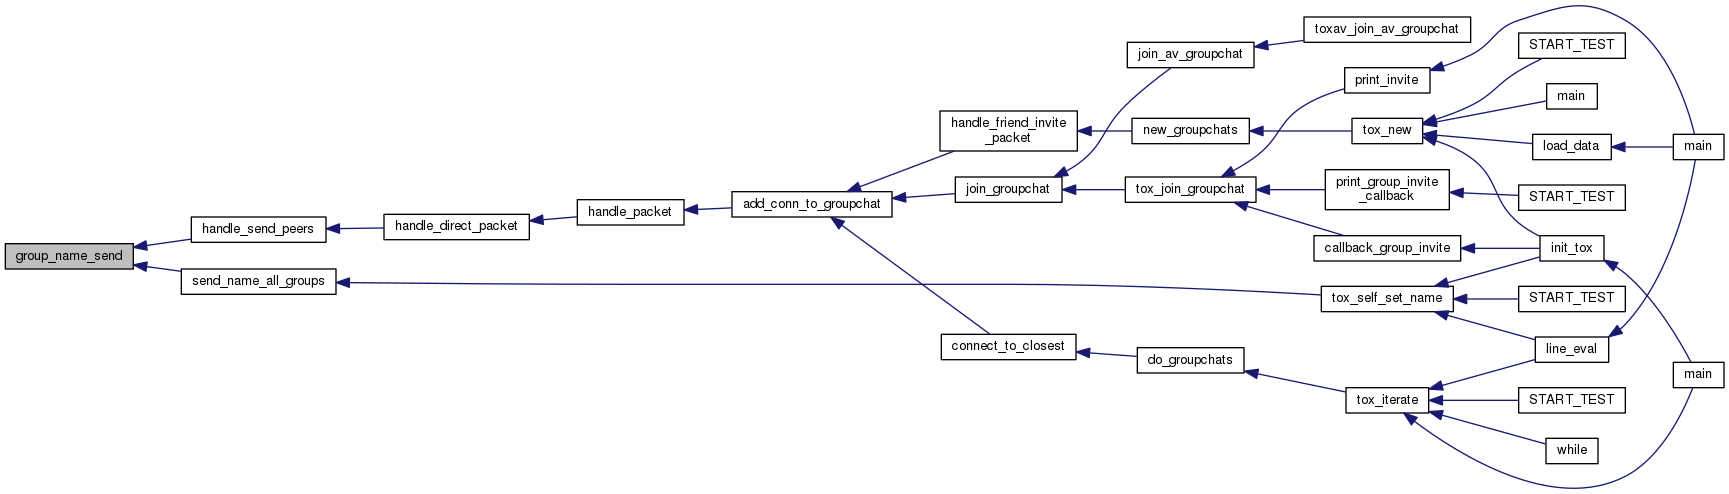 group_name_send
handle_send_peers
send_name_all_groups
handle_direct_packet
handle_packet
add_conn_to_groupchat
handle_friend_invite
_packet
join_groupchat
connect_to_closest
join_av_groupchat
new_groupchats
tox_join_groupchat
do_groupchats
toxav_join_av_groupchat
print_invite
tox_new
print_group_invite
_callback
callback_group_invite
tox_self_set_name
tox_iterate
START_TEST
main
load_data
START_TEST
init_tox
START_TEST
line_eval
START_TEST
while
main
main